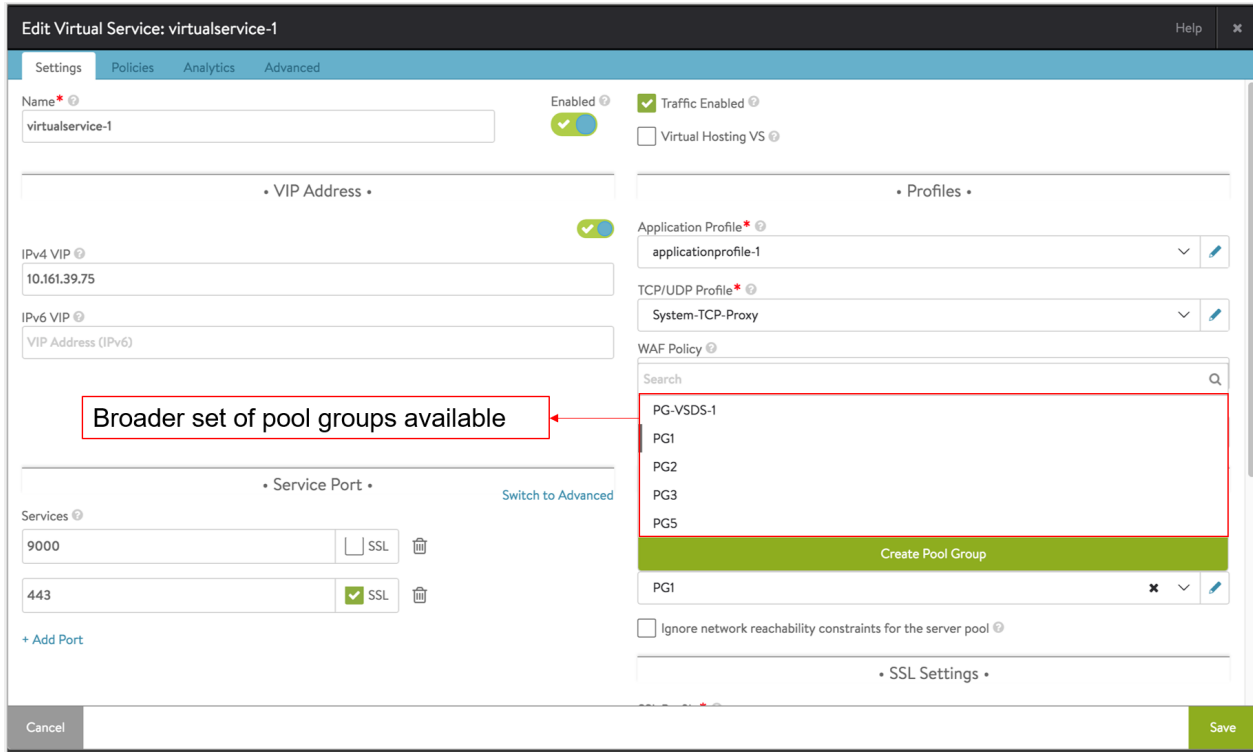 Edit Virtual Service: virtualservice-1
Help
Settings Policies Analytics Advanced
Name*
Enabled
virtualservice-1
Traffic Enabled
Virtual Hosting VS
• VIP Address •
IPv4 VIP
10.161.39.75
IPv6 VIP
VIP Address (IPv6)
Broader set of pool groups available
• Service Port •
Switch to Advanced
Services
9000 SSL
443 SSL
+ Add Port
• Profiles •
Application Profile*
applicationprofile-1
TCP/UDP Profile*
System-TCP-Proxy
WAF Policy
Search
PG-VSDS-1
PG1
PG2
PG3
PG5
Create Pool Group
PG1
Ignore network reachability constraints for the server pool
• SSL Settings •
Cancel
Save